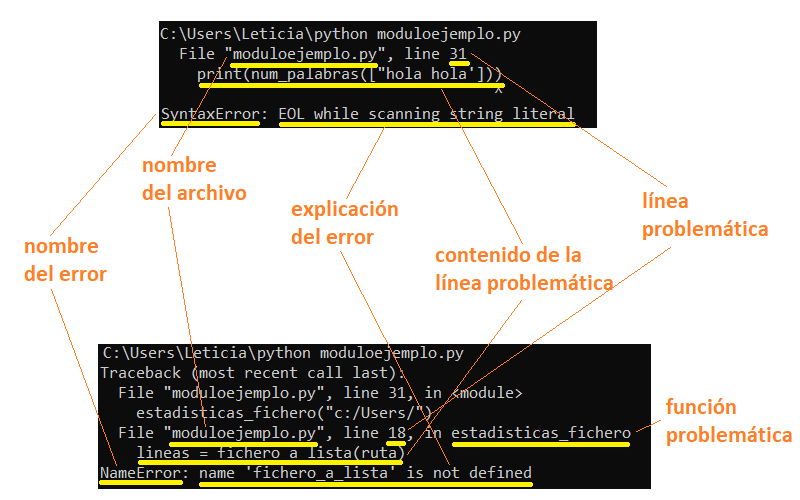 C:\Users\Leticia\python moduloejemplo.py
File "moduloejemplo.py", line 31
print(num_palabras(["hola hola']))
^
SyntaxError: EOL while scanning string literal
nombre
del archivo
explicación
del error
línea
problemática
nombre
del error
contenido de la
línea problemática
C:\Users\Leticia\python moduloejemplo.py
Traceback (most recent call last):
File "moduloejemplo.py", line 31, in <module>
estadisticas_fichero("c:/Users/")
File "moduloejemplo.py", line 18, in estadisticas_fichero
lineas = fichero_a_lista(ruta)
NameError: name 'fichero_a_lista' is not defined
función
problemática